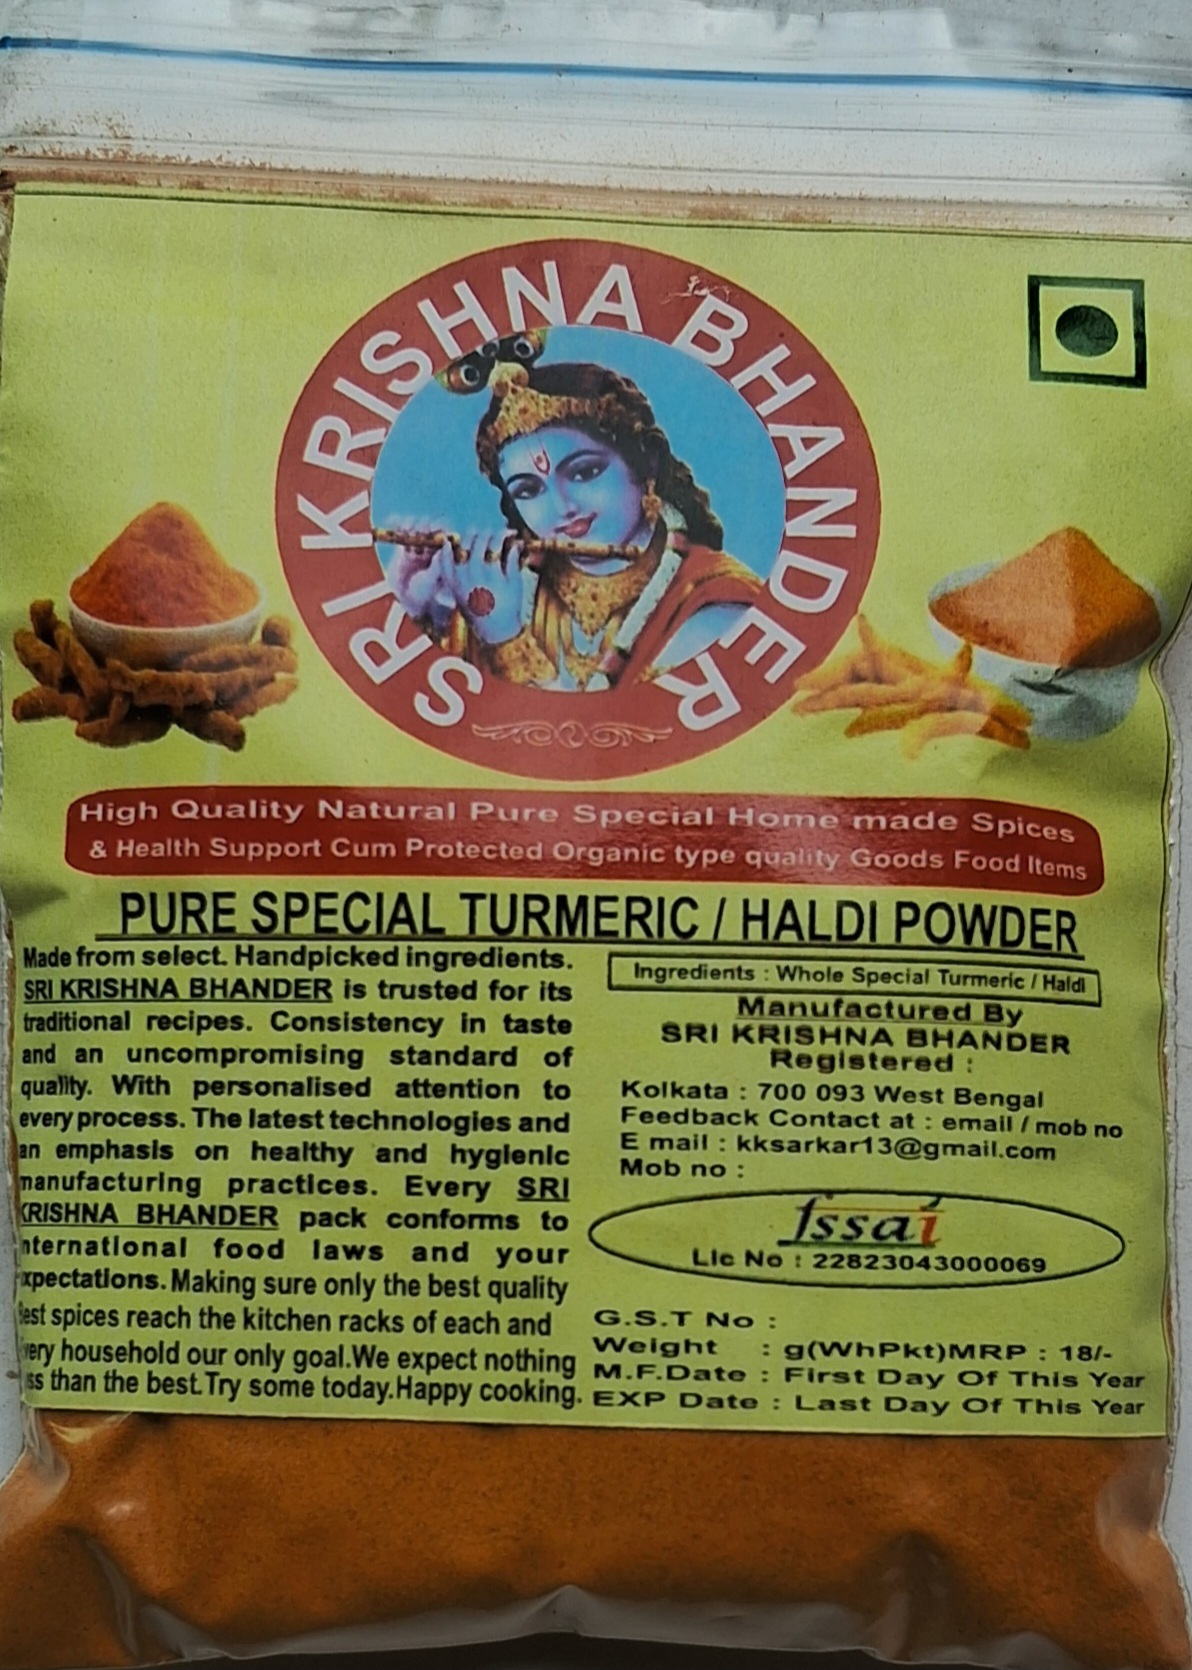 SRI KRISHNA BHANDER
High Quality Natural Pure Special Home made Spices
& Health Support Cum Protected Organic type quality Goods Food Items
PURE SPECIAL TURMERIC / HALDI POWDER
Made from select. Handpicked ingredients.
SRI KRISHNA BHANDER is trusted for its
traditional recipes. Consistency in taste
and an uncompromising standard of
quality. With personalised attention to
every process. The latest technologies and
an emphasis on healthy and hygienic
manufacturing practices. Every SRI
KRISHNA BHANDER pack conforms to
nternational food laws and your
xpectations. Making sure only the best quality
est spices reach the kitchen racks of each and
very household our only goal.We expect nothing
ss than the best.Try some today.Happy cooking.
Ingredients : Whole Special Turmeric / Haldi
Manufactured By
SRI KRISHNA BHANDER
Registered :
Kolkata : 700 093 West Bengal
Feedback Contact at : email / mob no
E mail : kksarkar13@gmail.com
Mob no :
fssai
Lic No : 22823043000069
G.S.T No :
Weight : g(WhPkt)MRP : 18/-
M.F.Date : First Day Of This Year
EXP Date : Last Day Of This Year